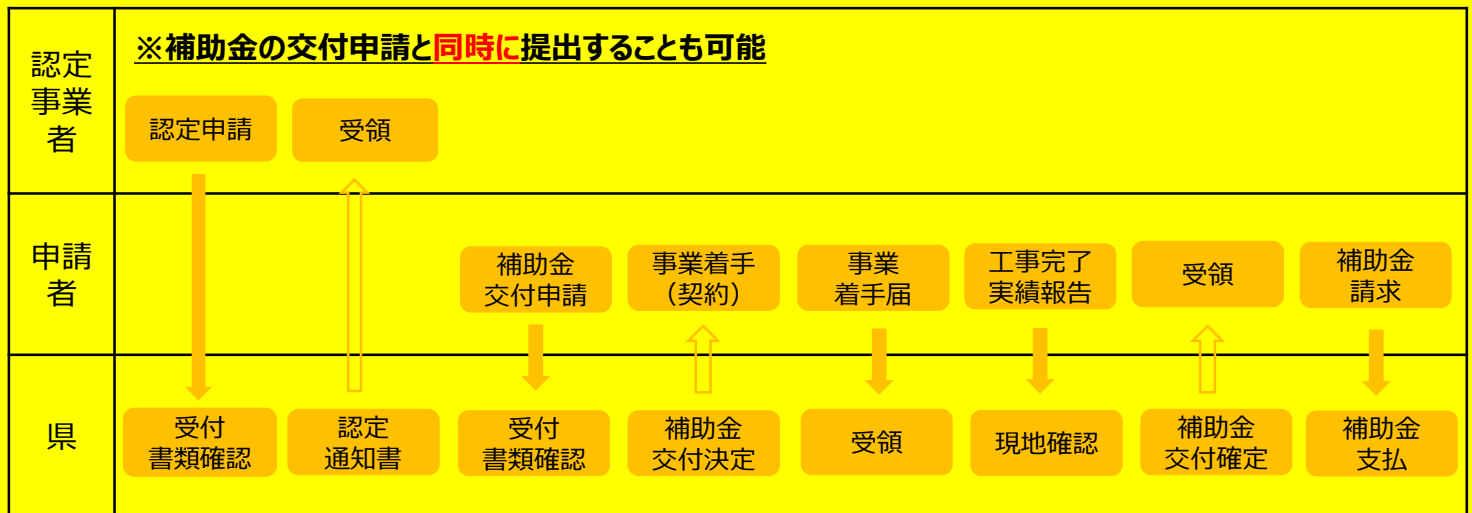 認定
事業
者
※補助金の交付申請と同時に提出することも可能
認定申請
受領
申請
者
補助金
交付申請
事業着手
（契約）
事業
着手届
工事完了
実績報告
受領
補助金
請求
県
受付
書類確認
認定
通知書
受付
書類確認
補助金
交付決定
受領
現地確認
補助金
交付確定
補助金
支払